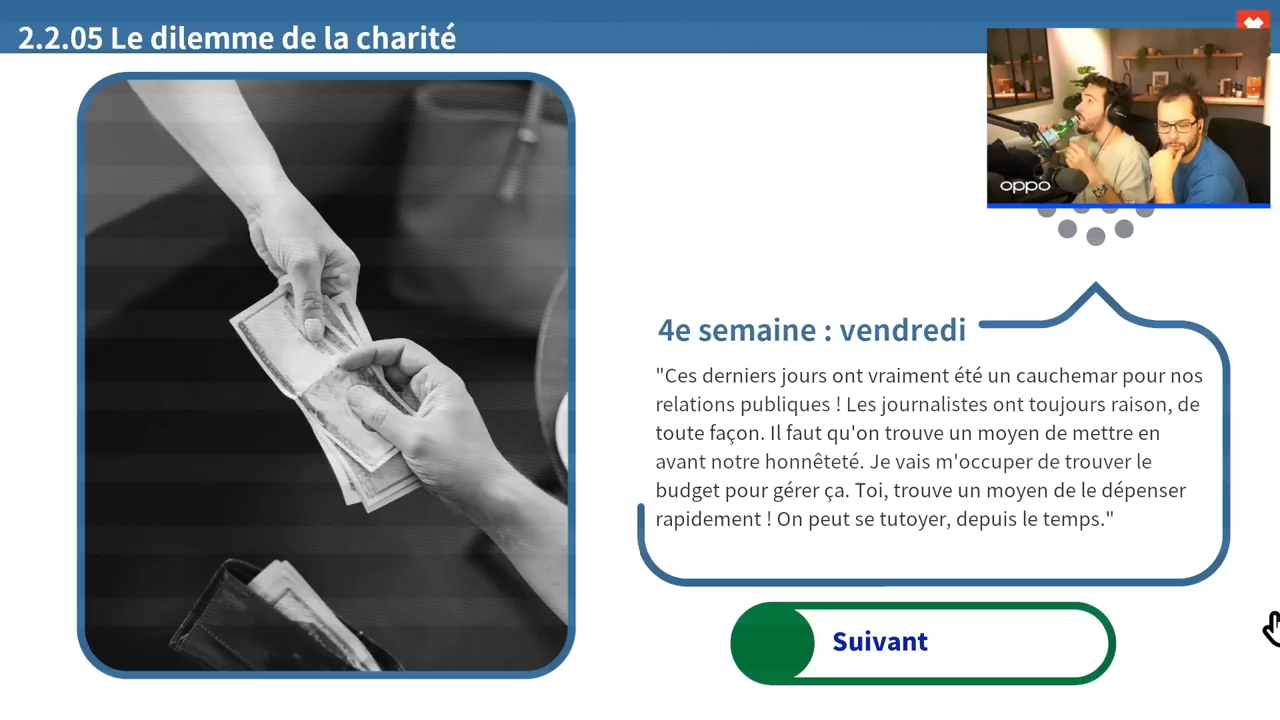 2.2.05 Le dilemme de la charité
oppo
4e semaine : vendredi
"Ces derniers jours ont vraiment été un cauchemar pour nos
relations publiques ! Les journalistes ont toujours raison, de
toute façon. Il faut qu'on trouve un moyen de mettre en
avant notre honnêteté. Je vais m'occuper de trouver le
budget pour gérer ça. Toi, trouve un moyen de le dépenser
rapidement ! On peut se tutoyer, depuis le temps."
Suivant